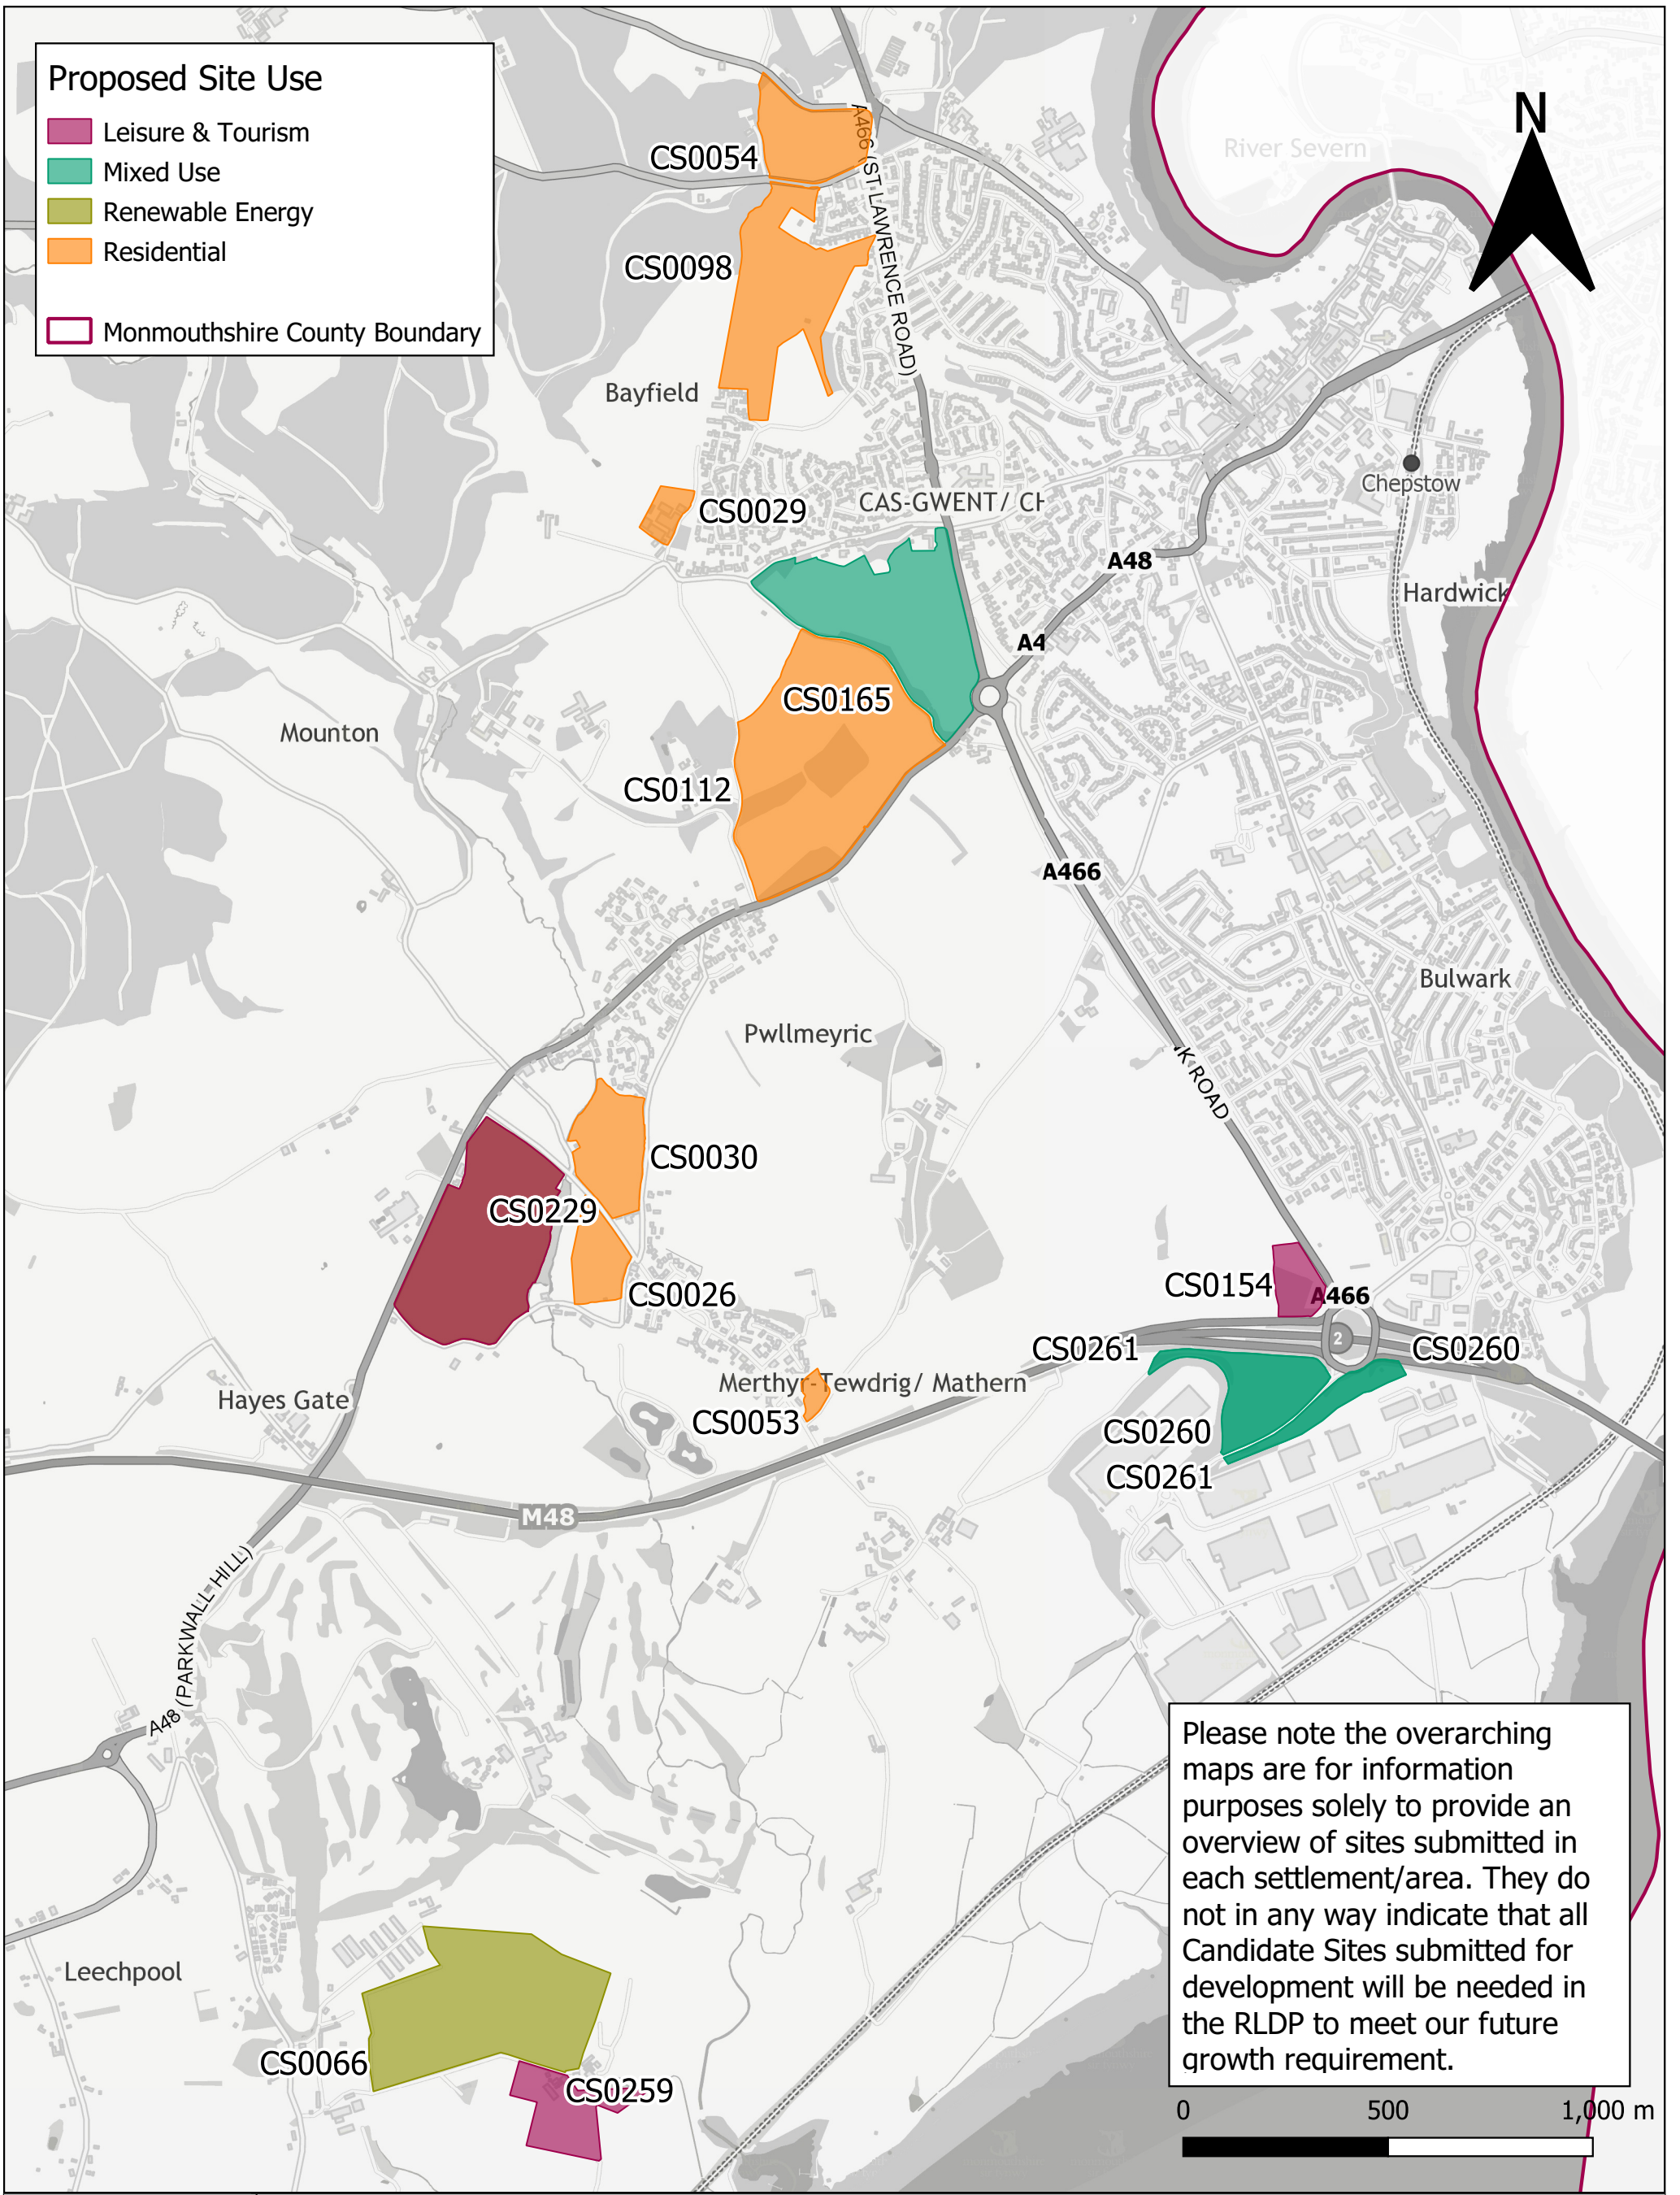 Proposed Site Use
Leisure & Tourism
Mixed Use
Renewable Energy
Residential
Monmouthshire County Boundary
N
River Severn
CS0054
A466 (ST LAWRENCE ROAD)
CS0098
Bayfield
CS0029
CAS-GWENT/ CH
Chepstow
A48
Hardwick
A4
CS0165
Mounton
CS0112
A466
Bulwark
Pwllmeyric
K ROAD
CS0030
CS0229
CS0026
CS0154
A466
2
CS0261
CS0260
Merthyr-Tewdrig/ Mathern
Hayes Gate
CS0053
CS0260
CS0261
M48
A48 (PARKWALL HILL)
Please note the overarching
maps are for information
purposes solely to provide an
overview of sites submitted in
each settlement/area. They do
not in any way indicate that all
Candidate Sites submitted for
development will be needed in
the RLDP to meet our future
growth requirement.
Leechpool
CS0066
CS0259
0 500 1,000 m